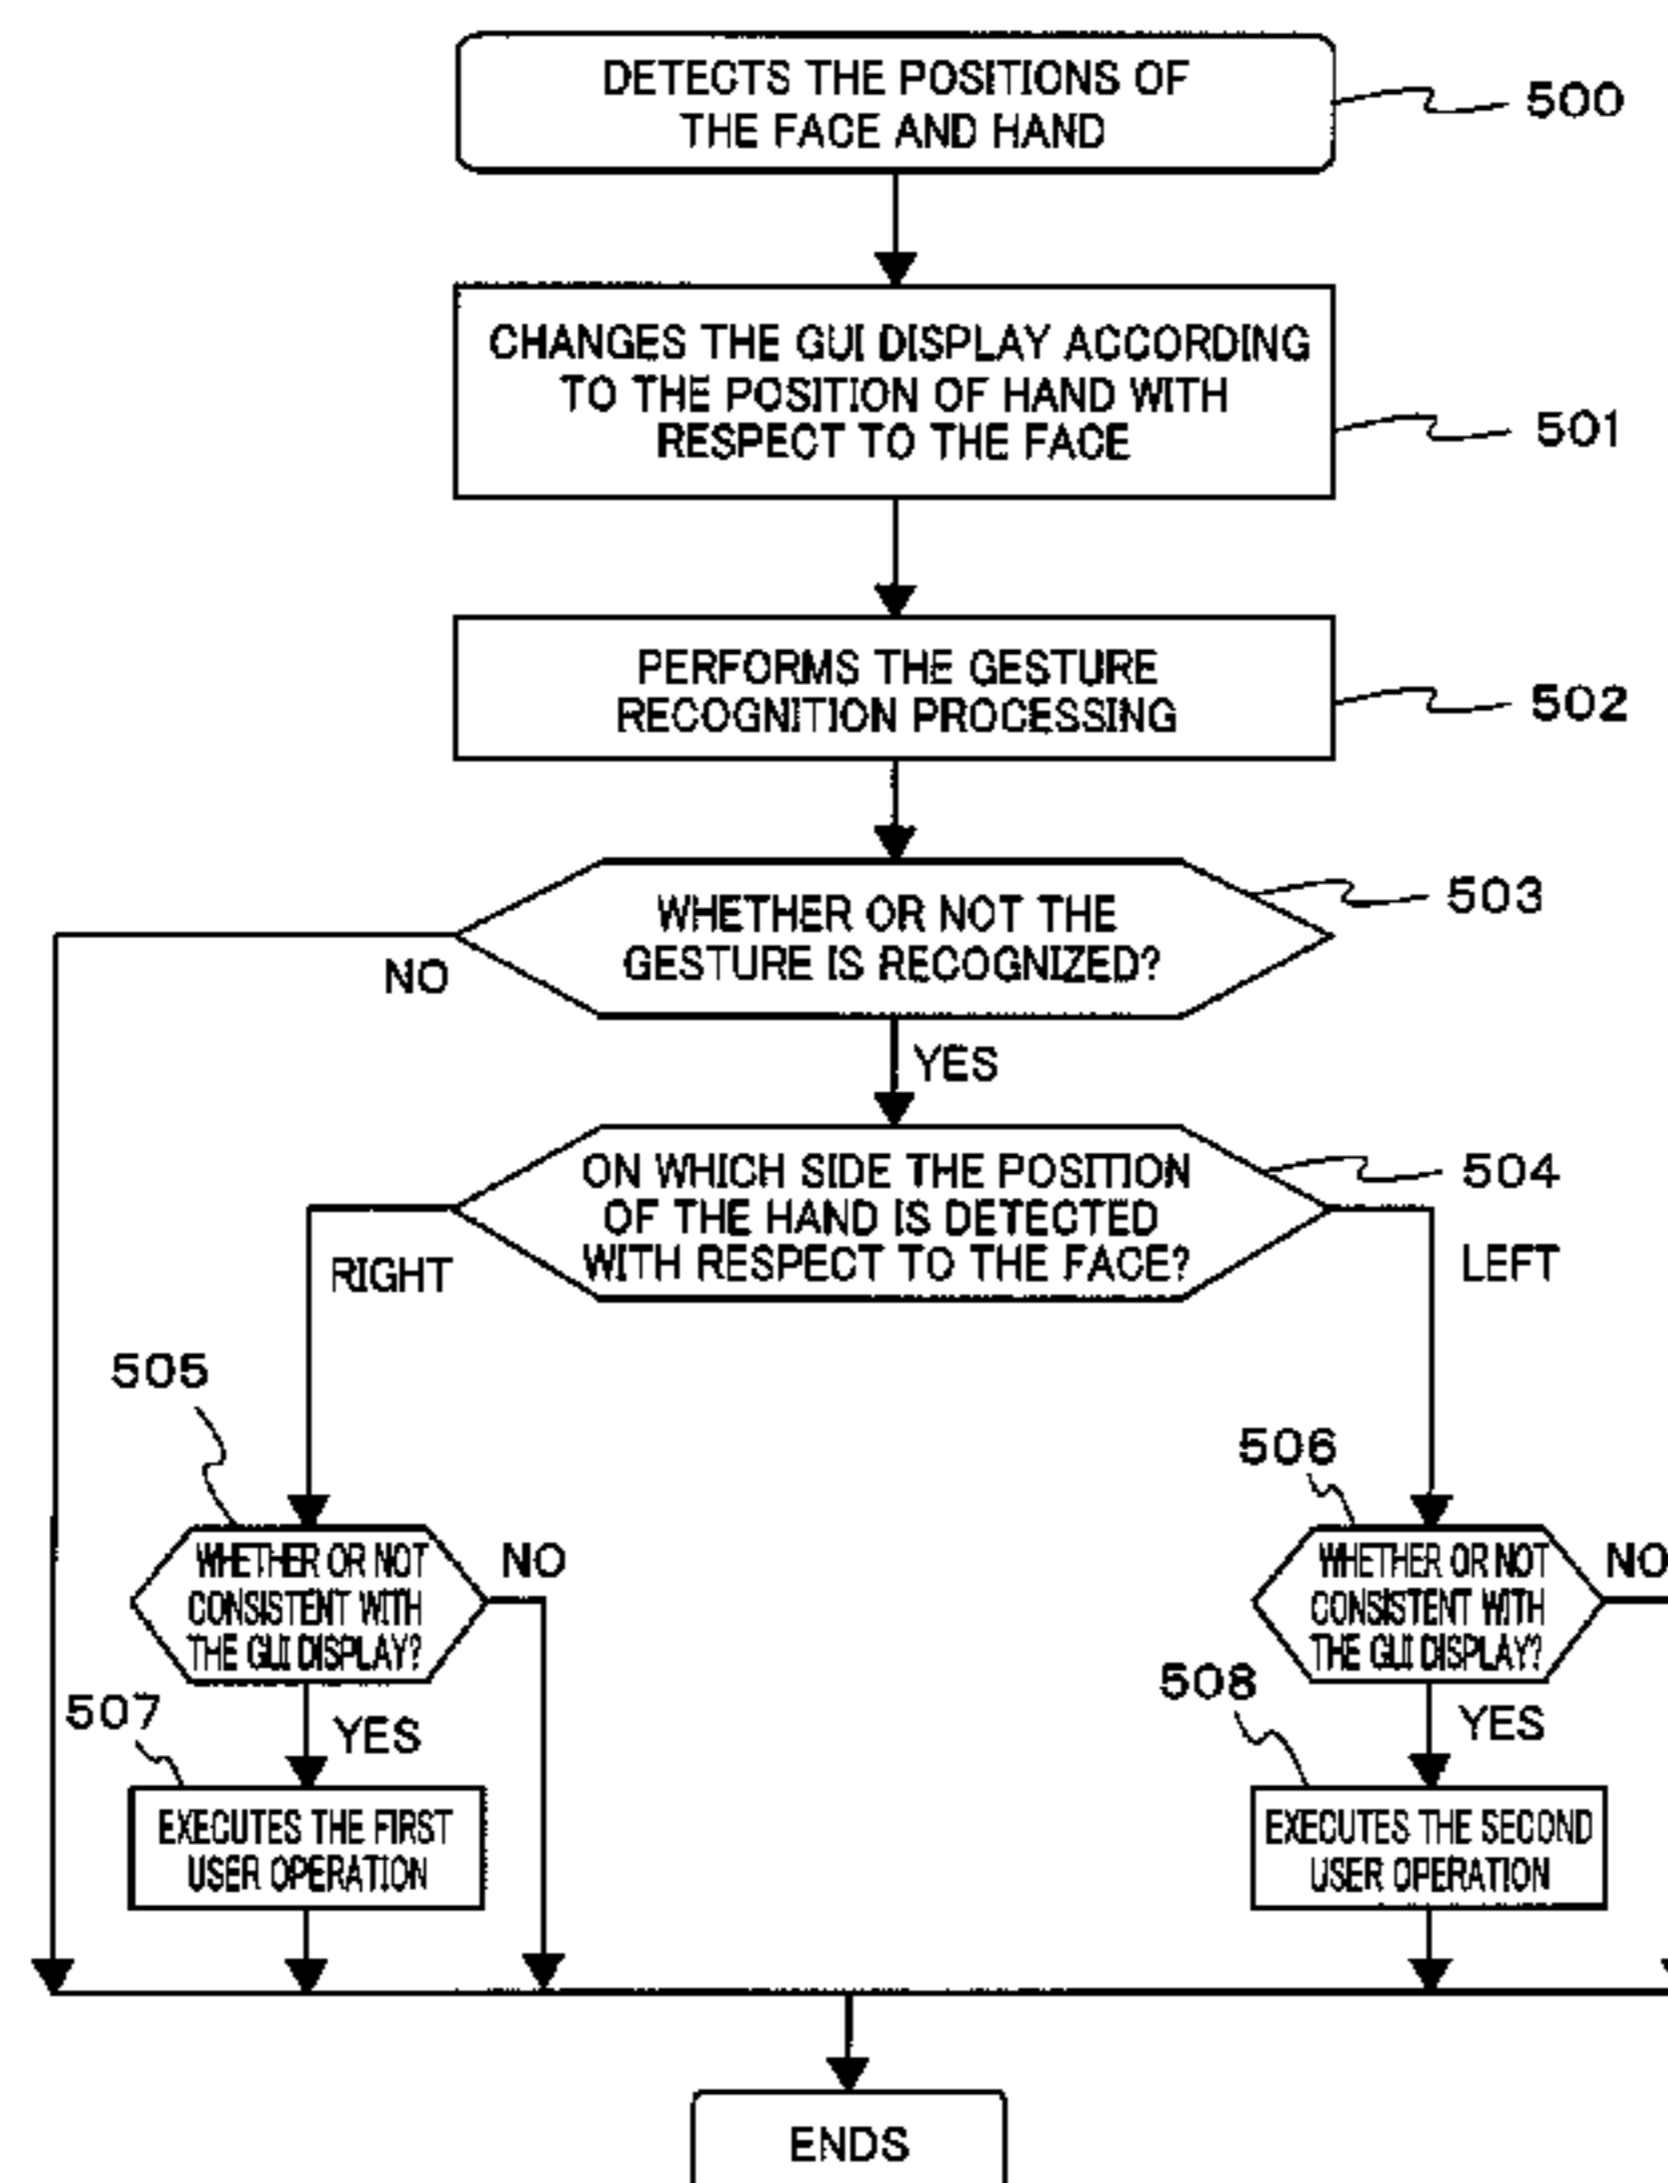 DETECTS THE POSITIONS OF
THE FACE AND HAND
500
CHANGES THE GUI DISPLAY ACCORDING
TO THE POSITION OF HAND WITH
RESPECT TO THE FACE
501
PERFORMS THE GESTURE
RECOGNITION PROCESSING
502
WHETHER OR NOT THE
GESTURE IS RECOGNIZED?
503
NO
YES
ON WHICH SIDE THE POSITION
OF THE HAND IS DETECTED
WITH RESPECT TO THE FACE?
504
RIGHT
LEFT
505
WHETHER OR NOT
CONSISTENT WITH
THE GUI DISPLAY?
NO
506
WHETHER OR NOT
CONSISTENT WITH
THE GUI DISPLAY?
NO
507
YES
EXECUTES THE FIRST
USER OPERATION
508
YES
EXECUTES THE SECOND
USER OPERATION
ENDS